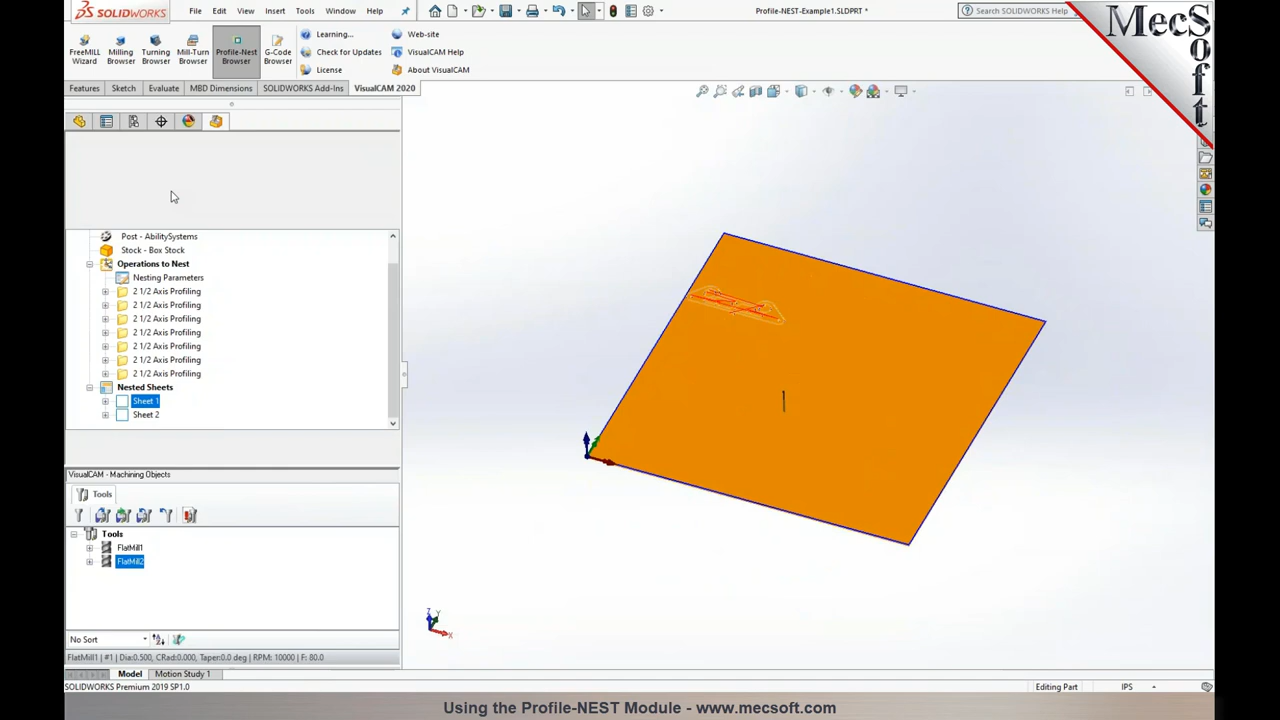 SOLIDWORKS File Edit View Insert Tools Window Help Profile-NEST-Example1.SLDPRT * Search SOLIDWORKS Help
MecSoft
FreeMILL Wizard
Milling Browser
Turning Browser
Mill-Turn Browser
Profile-Nest Browser
G-Code Browser
Learning... Web-site
Check for Updates VisualCAM Help
License About VisualCAM
Features Sketch Evaluate MBD Dimensions SOLIDWORKS Add-Ins VisualCAM 2020
Post - AbilitySystems
Stock - Box Stock
Operations to Nest
Nesting Parameters
2 1/2 Axis Profiling
2 1/2 Axis Profiling
2 1/2 Axis Profiling
2 1/2 Axis Profiling
2 1/2 Axis Profiling
2 1/2 Axis Profiling
2 1/2 Axis Profiling
Nested Sheets
Sheet 1
Sheet 2
1
VisualCAM - Machining Objects
Tools
Tools
FlatMill1
FlatMill2
Z Y
X
No Sort
FlatMill1 | #1 | Dia:0.500, CRad:0.000, Taper:0.0 deg | RPM: 10000 | F: 80.0
Model Motion Study 1
SOLIDWORKS Premium 2019 SP1.0 Editing Part IPS
Using the Profile-NEST Module - www.mecsoft.com